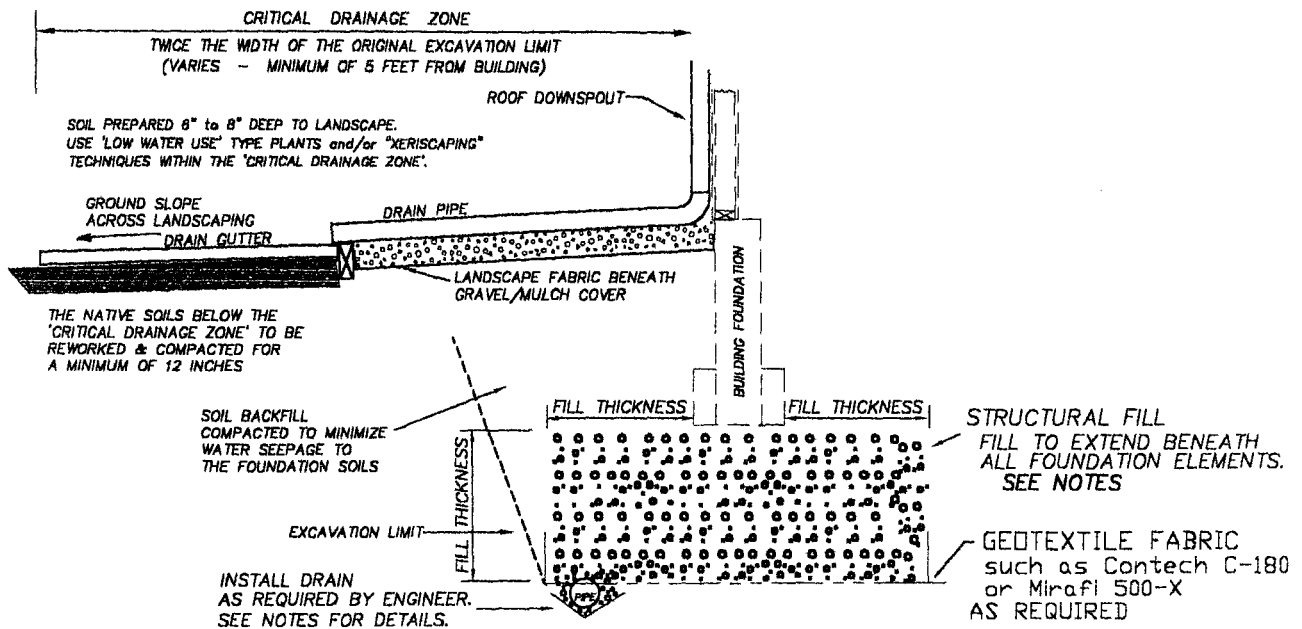 CRITICAL DRAINAGE ZONE
TWICE THE WIDTH OF THE ORIGINAL EXCAVATION LIMIT
(VARIES - MINIMUM OF 5 FEET FROM BUILDING)
ROOF DOWNSPOUT
SOIL PREPARED 6" to 8" DEEP TO LANDSCAPE.
USE 'LOW WATER USE' TYPE PLANTS and/or "XERISCAPING"
TECHNIQUES WITHIN THE 'CRITICAL DRAINAGE ZONE'.
GROUND SLOPE
ACROSS LANDSCAPING
DRAIN GUTTER
DRAIN PIPE
LANDSCAPE FABRIC BENEATH
GRAVEL/MULCH COVER
THE NATIVE SOILS BELOW THE
'CRITICAL DRAINAGE ZONE' TO BE
REWORKED & COMPACTED FOR
A MINIMUM OF 12 INCHES
BUILDING FOUNDATION
SOIL BACKFILL
COMPACTED TO MINIMIZE
WATER SEEPAGE TO
THE FOUNDATION SOILS
FILL THICKNESS
FILL THICKNESS
FILL THICKNESS
STRUCTURAL FILL
FILL TO EXTEND BENEATH
ALL FOUNDATION ELEMENTS.
SEE NOTES
EXCAVATION LIMIT
INSTALL DRAIN
AS REQUIRED BY ENGINEER.
SEE NOTES FOR DETAILS.
PIPE
GEOTEXTILE FABRIC
such as Contech C-180
or Mirafi 500-X
AS REQUIRED